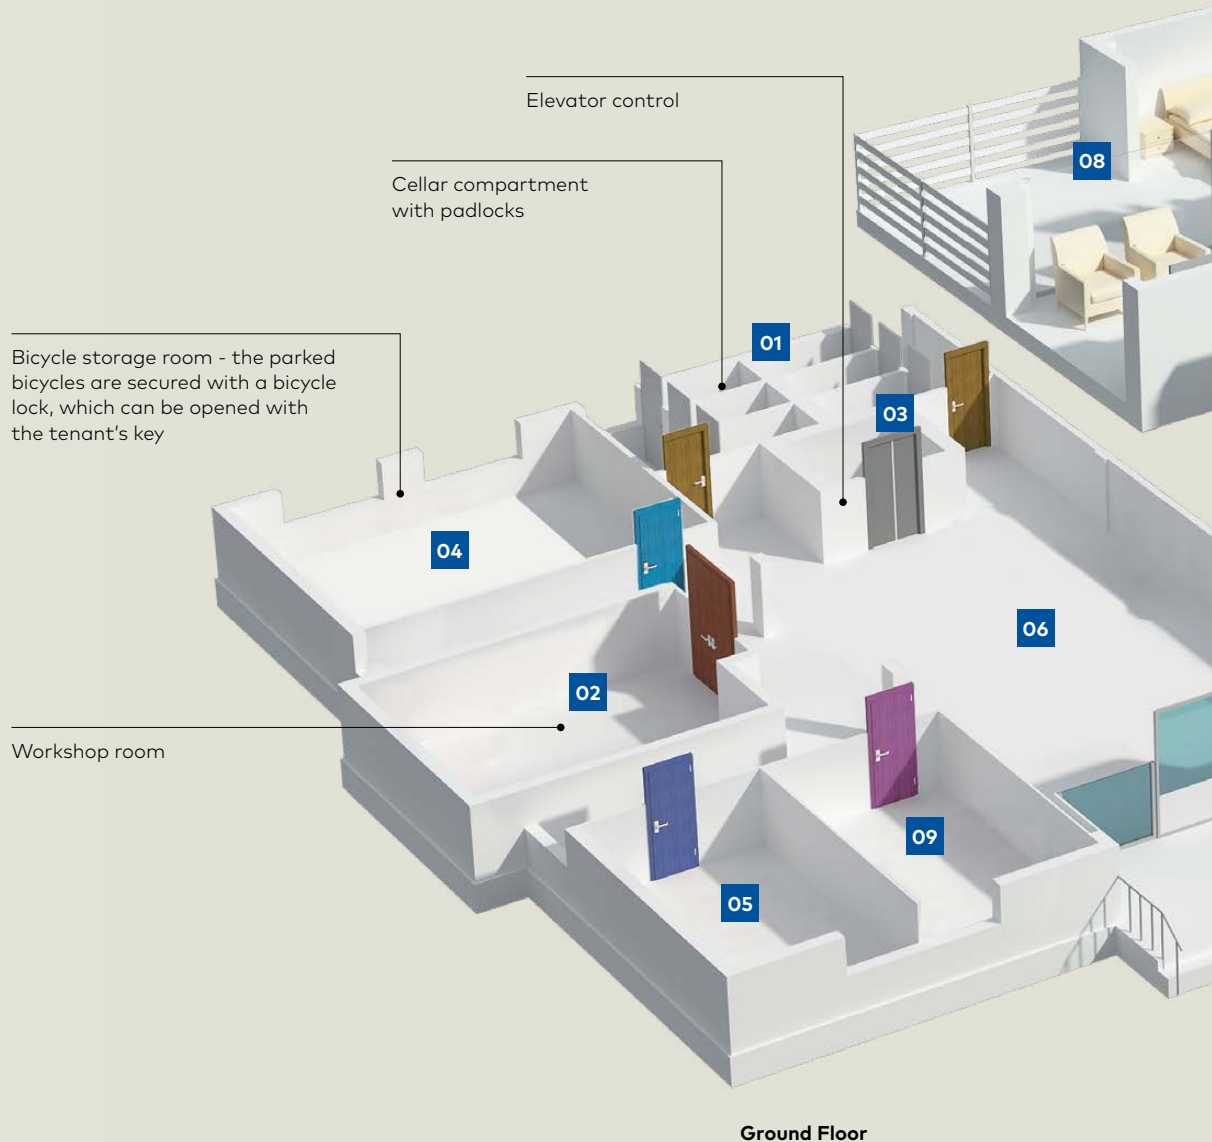 Elevator control
Cellar compartment
with padlocks
08
01
Bicycle storage room - the parked
bicycles are secured with a bicycle
lock, which can be opened with
the tenant's key
03
04
06
02
Workshop room
09
05
Ground Floor